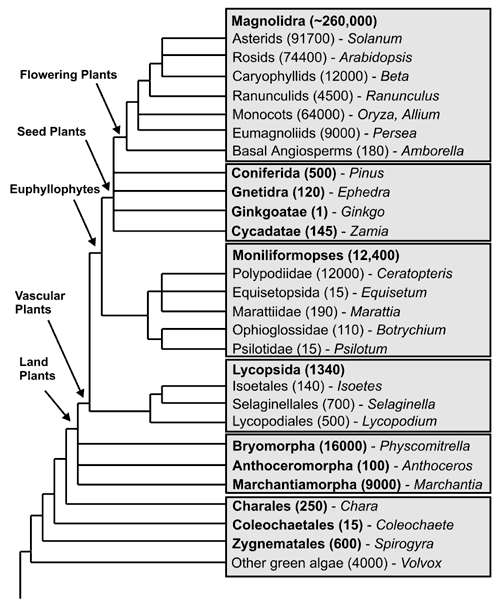 Magnolidra (~260,000)
Asterids (91700) - Solanum
Rosids (74400) - Arabidopsis
Caryophyllids (12000) - Beta
Ranunculids (4500) - Ranunculus
Monocots (64000) - Oryza, Allium
Eumagnoliids (9000) - Persea
Basal Angiosperms (180) - Amborella
Flowering Plants
Seed Plants
Euphyllophytes
Vascular
Plants
Land
Plants
Coniferida (500) - Pinus
Gnetidra (120) - Ephedra
Ginkgoatae (1) - Ginkgo
Cycadatae (145) - Zamia
Moniliformopses (12,400)
Polypodiidae (12000) - Ceratopteris
Equisetopsida (15) - Equisetum
Marattiidae (190) - Marattia
Ophioglossidae (110) - Botrychium
Psilotidae (15) - Psilotum
Lycopsida (1340)
Isoetales (140) - Isoetes
Selaginellales (700) - Selaginella
Lycopodiales (500) - Lycopodium
Bryomorpha (16000) - Physcomitrella
Anthoceromorpha (100) - Anthoceros
Marchantiamorpha (9000) - Marchantia
Charales (250) - Chara
Coleochaetales (15) - Coleochaete
Zygnematales (600) - Spirogyra
Other green algae (4000) - Volvox